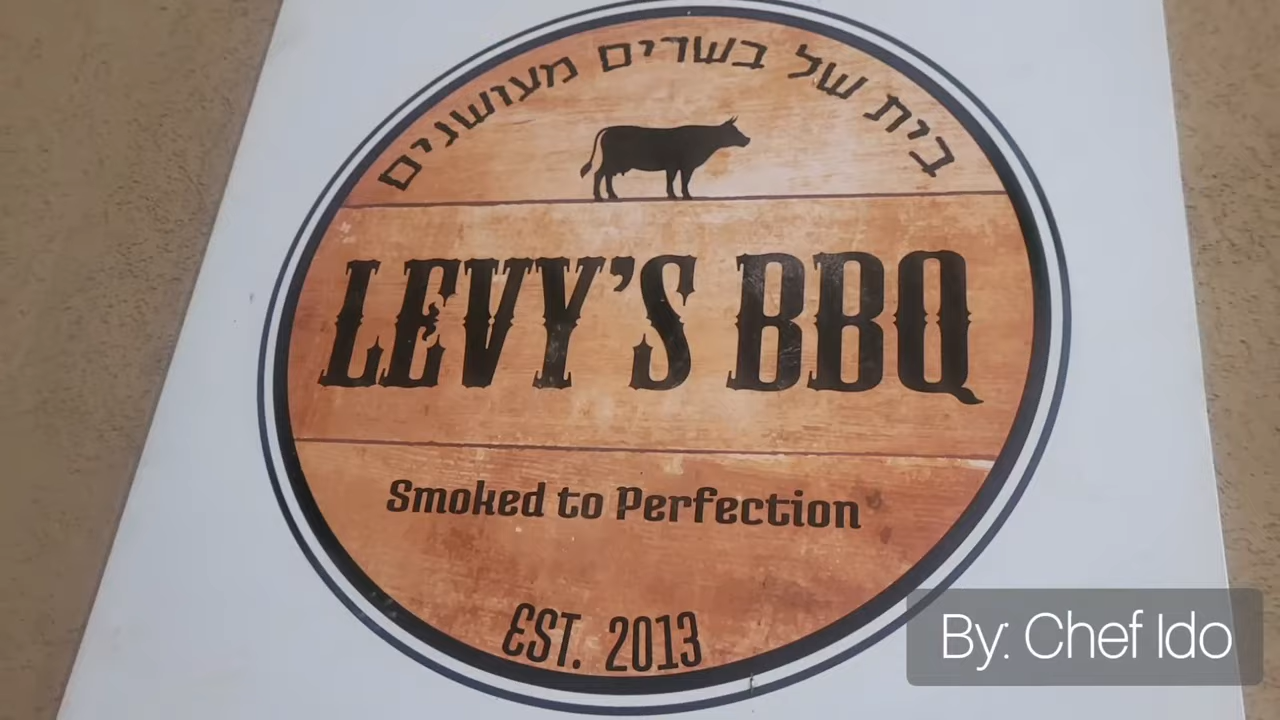 בית של בשרים מעושנים
LEVY'S BBQ
Smoked to Perfection
EST. 2013
By: Chef Ido